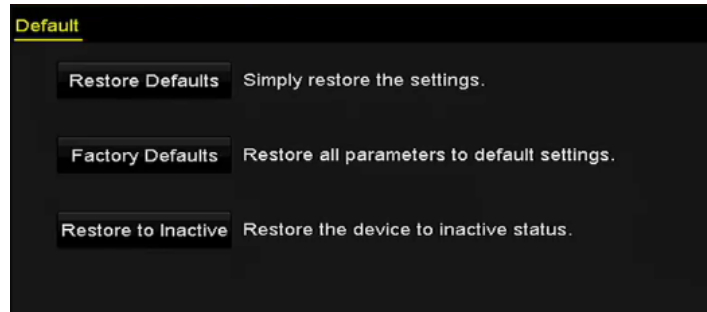 Default
Restore Defaults Simply restore the settings.
Factory Defaults Restore all parameters to default settings.
Restore to Inactive Restore the device to inactive status.